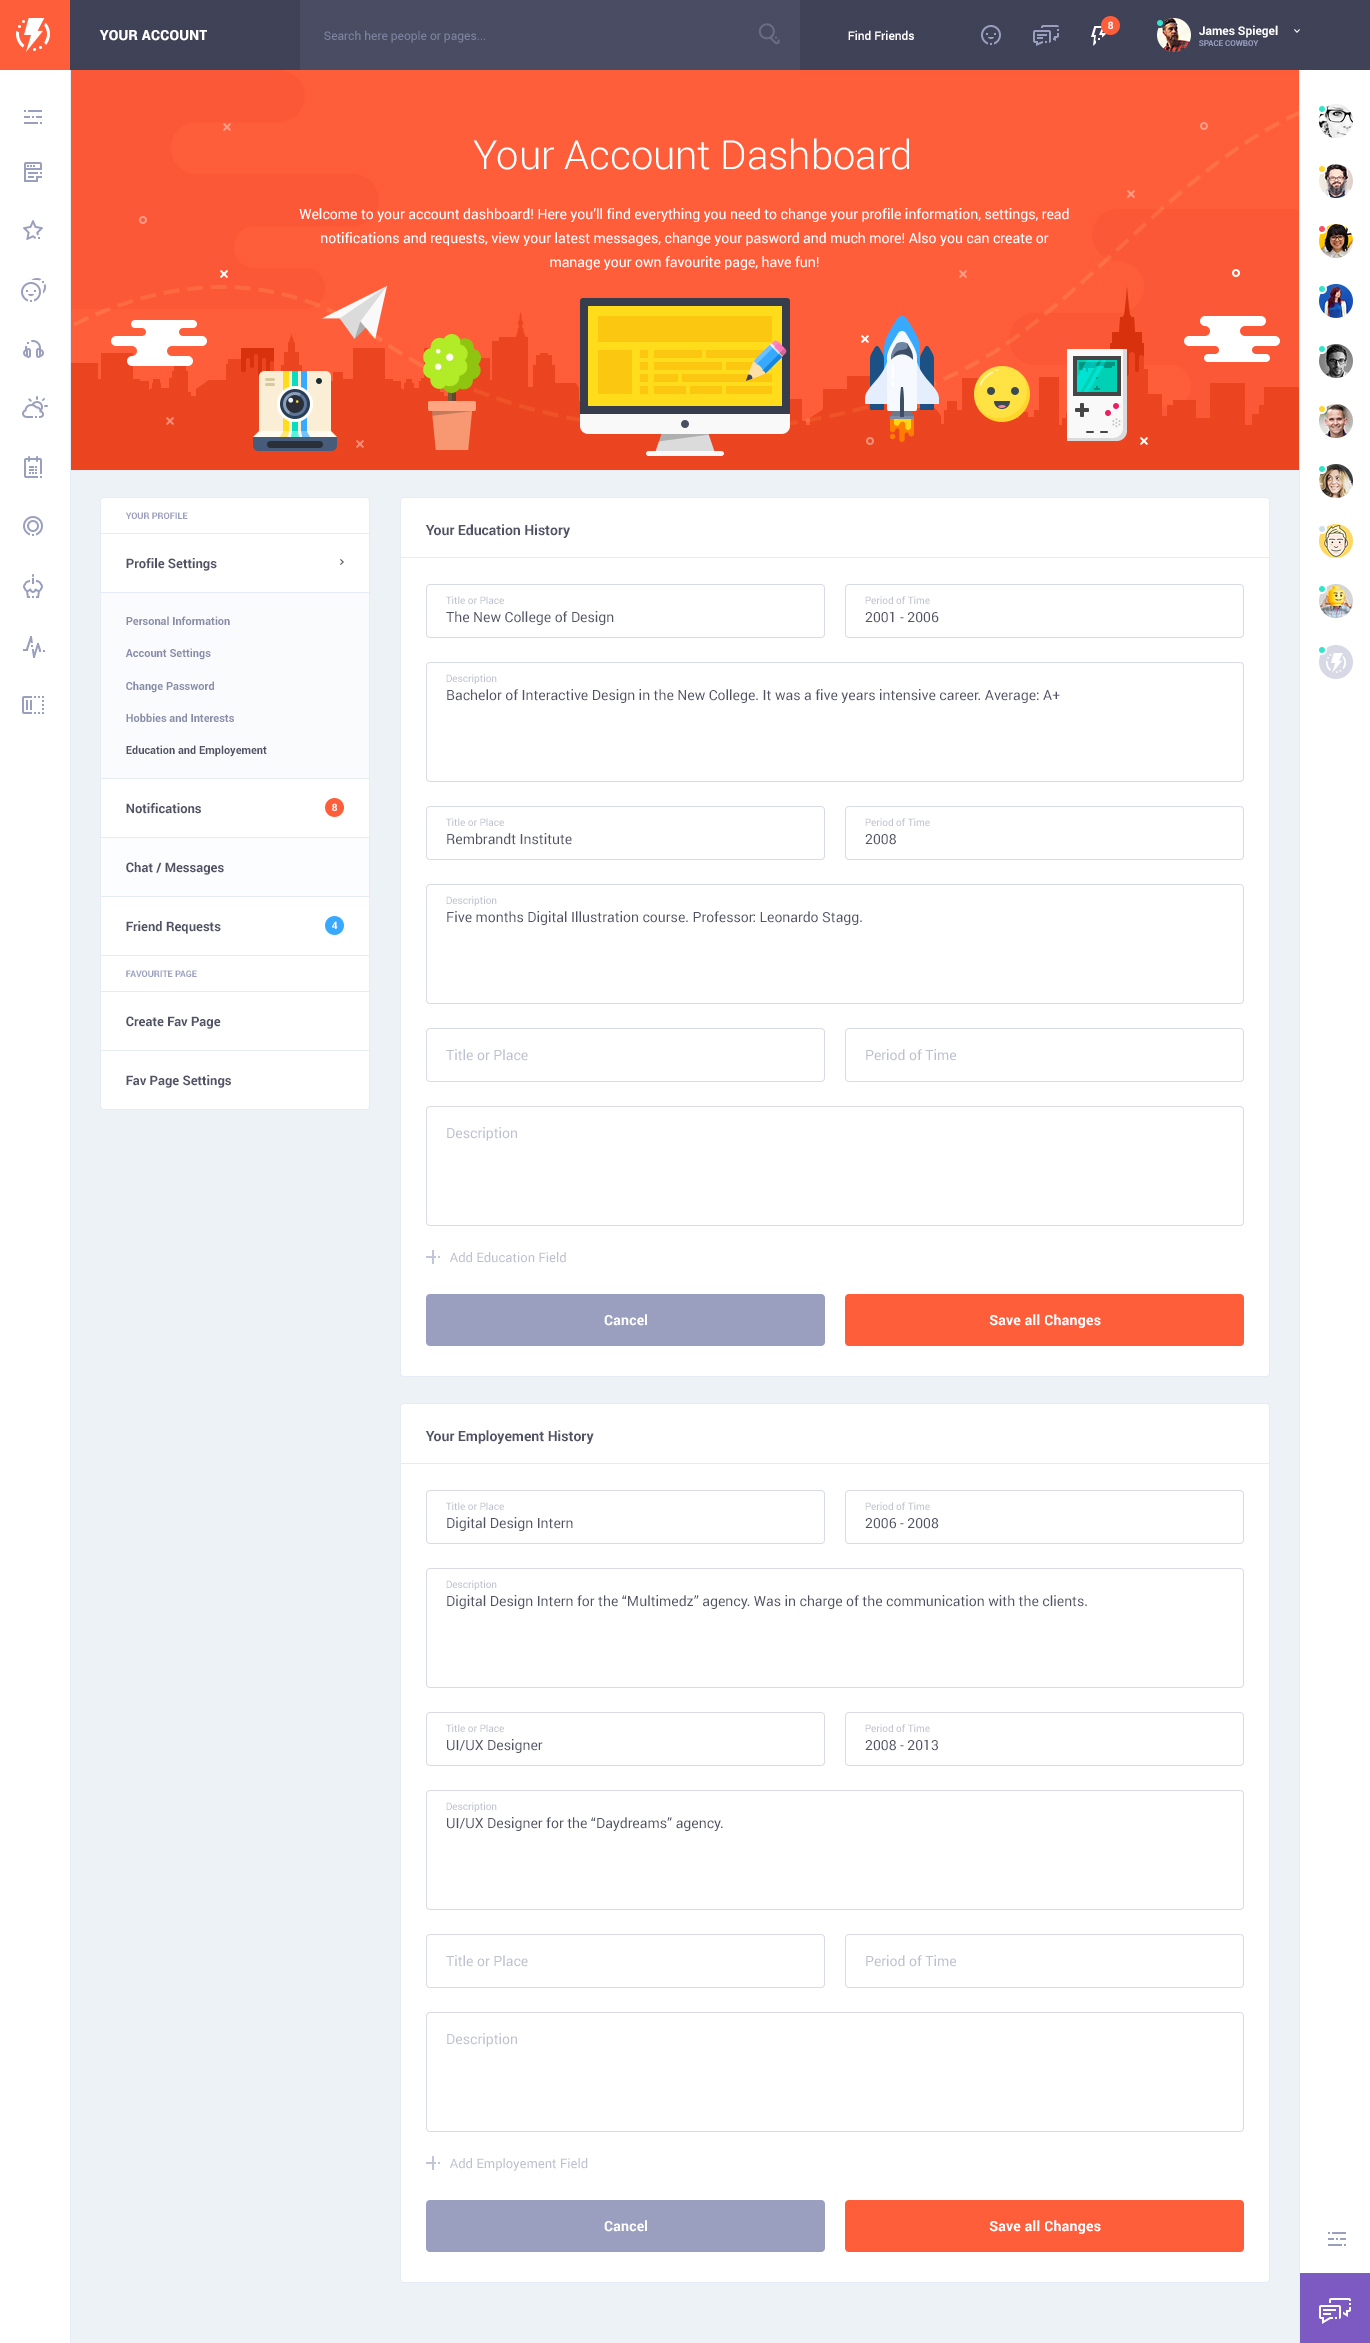 YOUR ACCOUNT
Search here people or pages...
Find Friends
8
James Spiegel
SPACE COWBOY
Your Account Dashboard
Welcome to your account dashboard! Here you'll find everything you need to change your profile information, settings, read
notifications and requests, view your latest messages, change your pasword and much more! Also you can create or
manage your own favourite page, have fun!
YOUR PROFILE
Profile Settings
Personal Information
Account Settings
Change Password
Hobbies and Interests
Education and Employement
Notifications
8
Chat / Messages
Friend Requests
4
FAVOURITE PAGE
Create Fav Page
Fav Page Settings
Your Education History
Title or Place
The New College of Design
Period of Time
2001 - 2006
Description
Bachelor of Interactive Design in the New College. It was a five years intensive career. Average: A+
Title or Place
Rembrandt Institute
Period of Time
2008
Description
Five months Digital Illustration course. Professor: Leonardo Stagg.
Title or Place
Period of Time
Description
Add Education Field
Cancel
Save all Changes
Your Employement History
Title or Place
Digital Design Intern
Period of Time
2006 - 2008
Description
Digital Design Intern for the “Multimedz” agency. Was in charge of the communication with the clients.
Title or Place
UI/UX Designer
Period of Time
2008 - 2013
Description
UI/UX Designer for the “Daydreams” agency.
Title or Place
Period of Time
Description
Add Employement Field
Cancel
Save all Changes